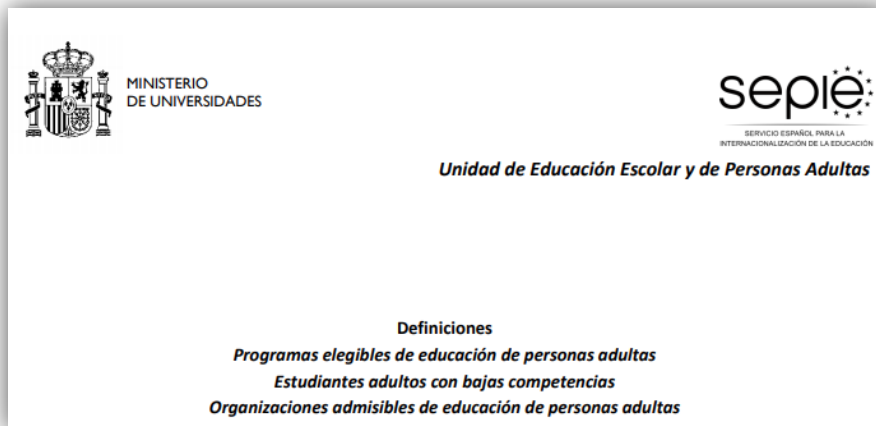 MINISTERIO
DE UNIVERSIDADES
sepie
SERVICIO ESPAÑOL PARA LA
INTERNACIONALIZACIÓN DE LA EDUCACIÓN
Unidad de Educación Escolar y de Personas Adultas
Definiciones
Programas elegibles de educación de personas adultas
Estudiantes adultos con bajas competencias
Organizaciones admisibles de educación de personas adultas